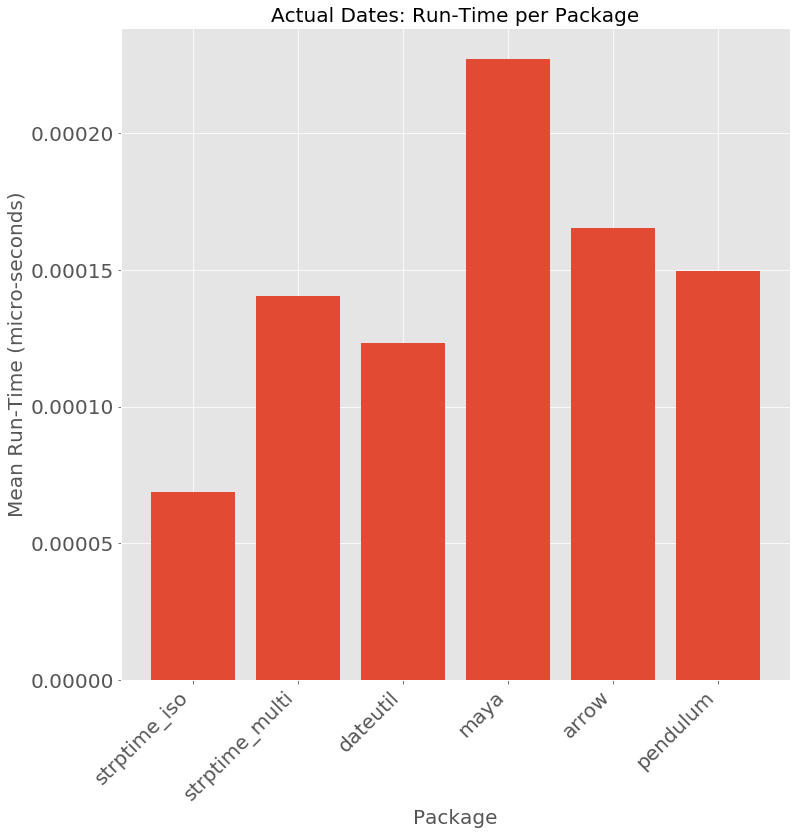 Actual Dates: Run-Time per Package
Mean Run-Time (micro-seconds)
0.00020
0.00015
0.00010
0.00005
0.00000
strptime_iso
strptime_multi
dateutil
maya
arrow
pendulum
Package